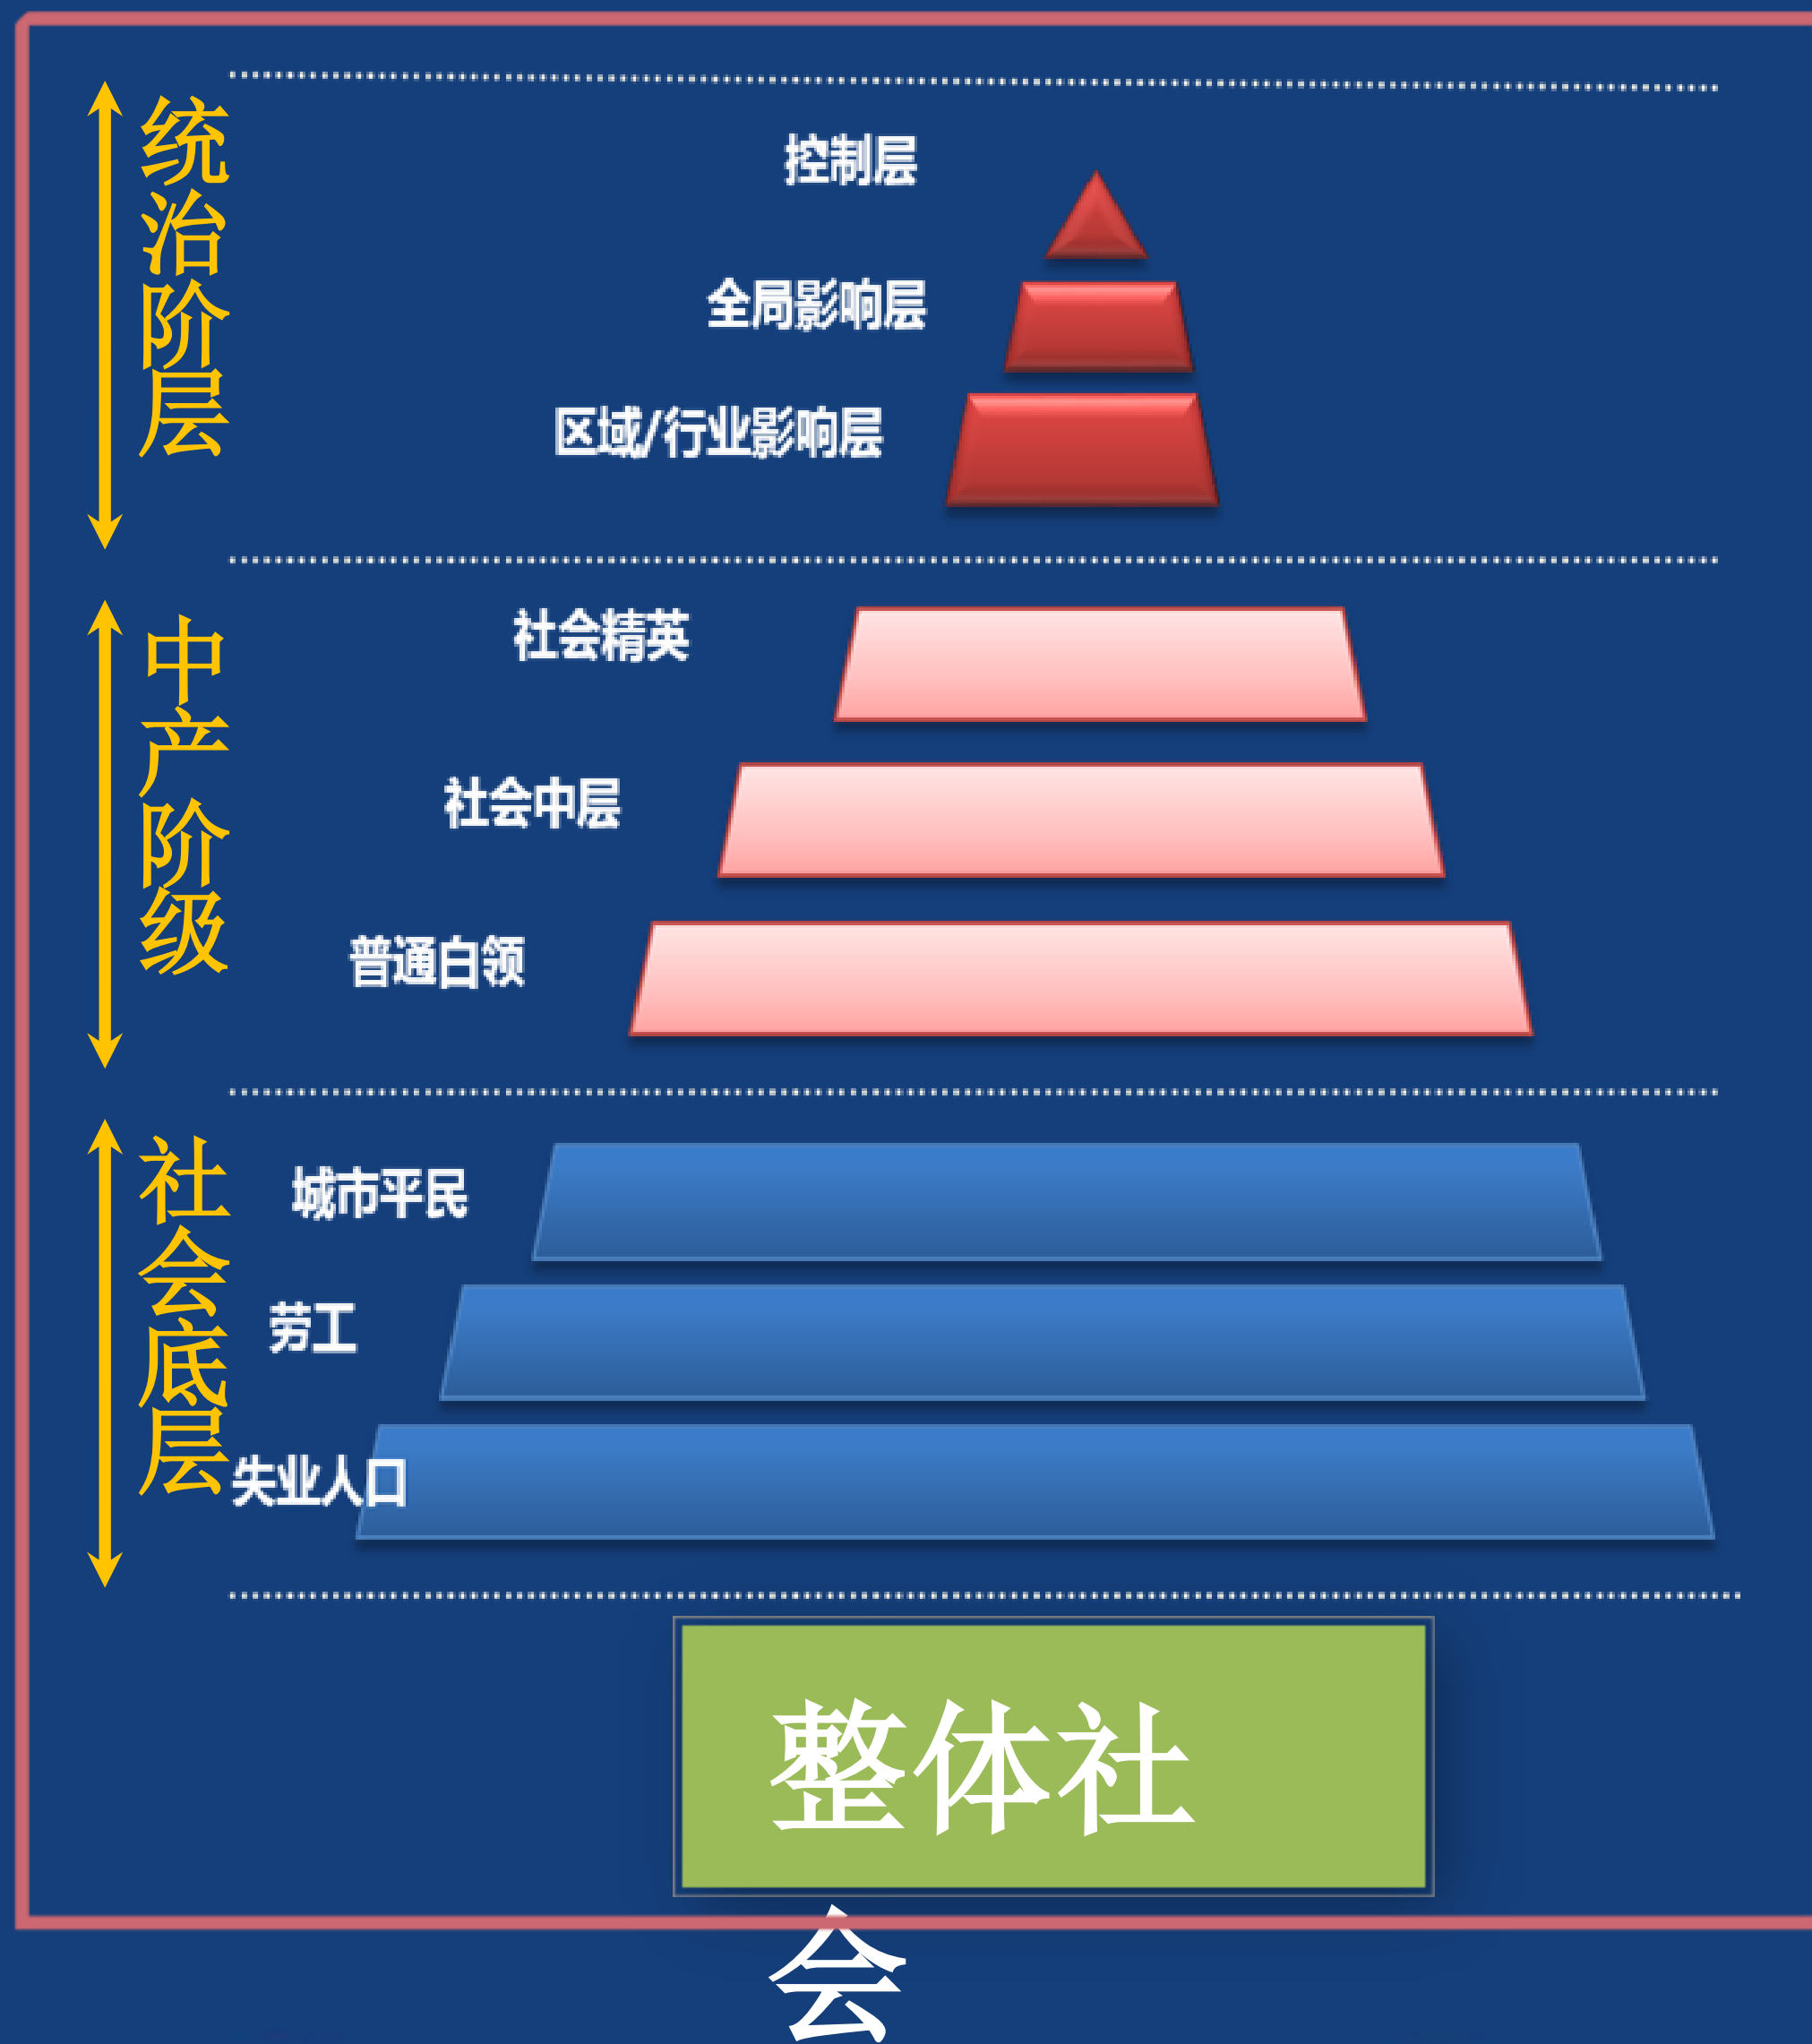 统治阶层
控制层
全局影响层
区域/行业影响层
中产阶级
社会精英
社会中层
普通白领
社会底层
城市平民
劳工
失业人口
整体社
会